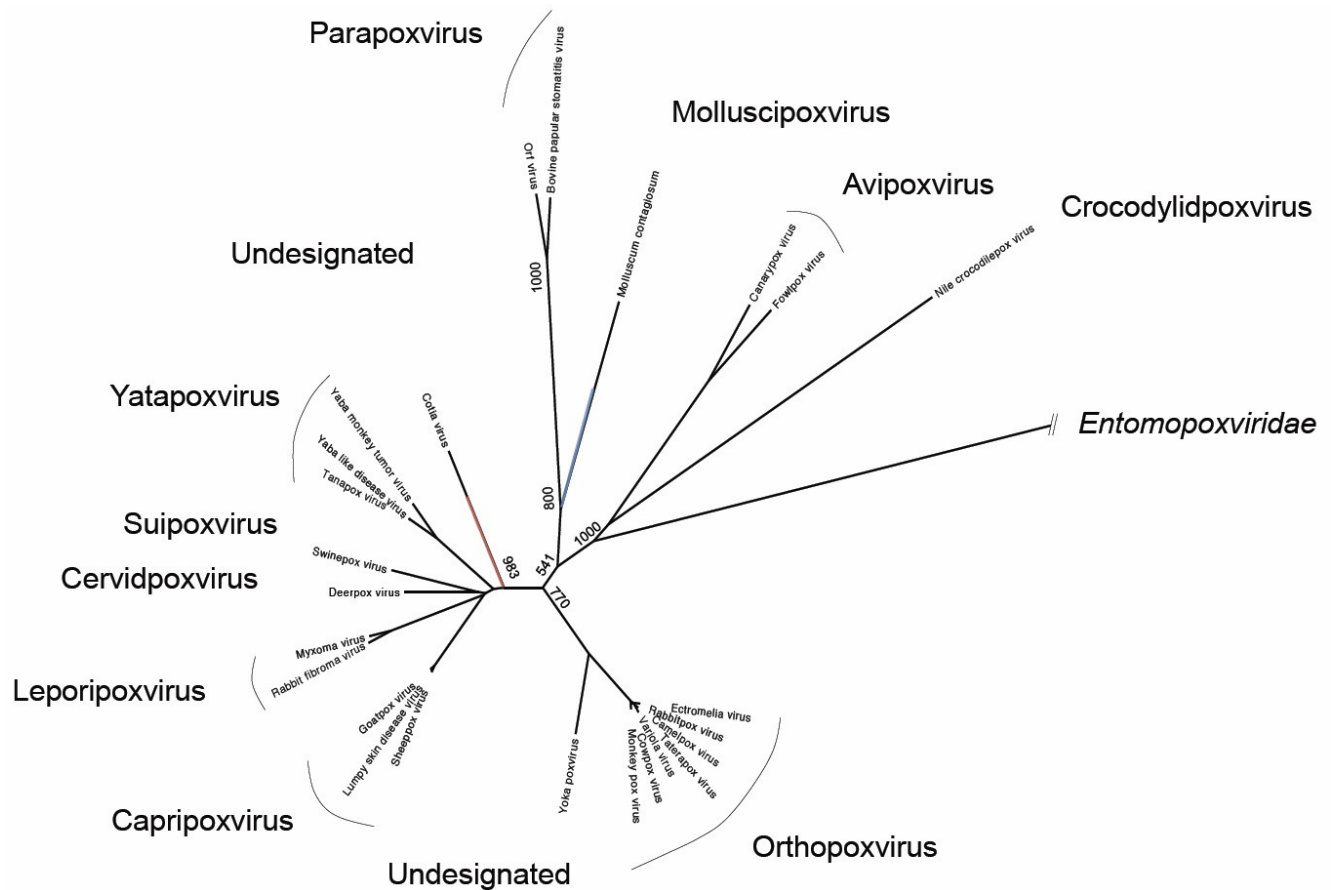 Parapoxvirus
Orf virus
Bovine papular stomatitis virus
Molluscipoxvirus
Molluscum contagiosum
Avipoxvirus
Canarypox virus
Fowlpox virus
Crocodylidpoxvirus
Nile crocodilepox virus
Undesignated
1000
Yatapoxvirus
Yaba monkey tumor virus
Yaba like disease virus
Tanapox virus
Cotia virus
Entomopoxviridae
800
1000
541
983
770
Suipoxvirus
Swinepox virus
Cervidpoxvirus
Deerpox virus
Leporipoxvirus
Myxoma virus
Rabbit fibroma virus
Capripoxvirus
Goatpox virus
Lumpy skin disease virus
Sheeppox virus
Undesignated
Yoka poxvirus
Orthopoxvirus
Ectromelia virus
Rabbitpox virus
Camelpox virus
Taterapox virus
Variola virus
Cowpox virus
Monkey pox virus